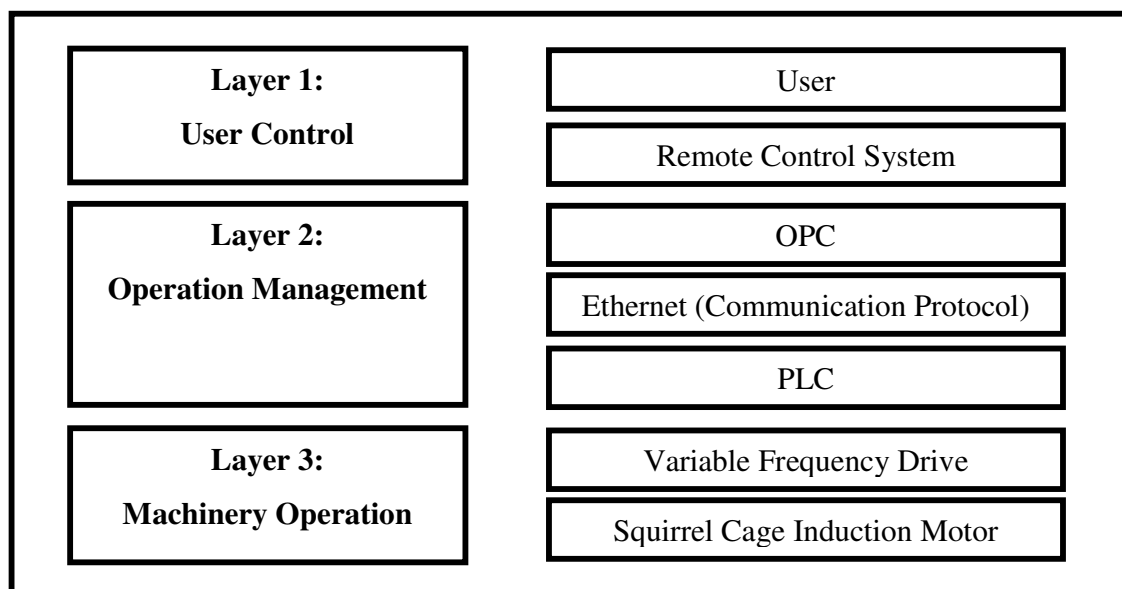 Layer 1:
User Control
User
Remote Control System
Layer 2:
Operation Management
OPC
Ethernet (Communication Protocol)
PLC
Layer 3:
Machinery Operation
Variable Frequency Drive
Squirrel Cage Induction Motor